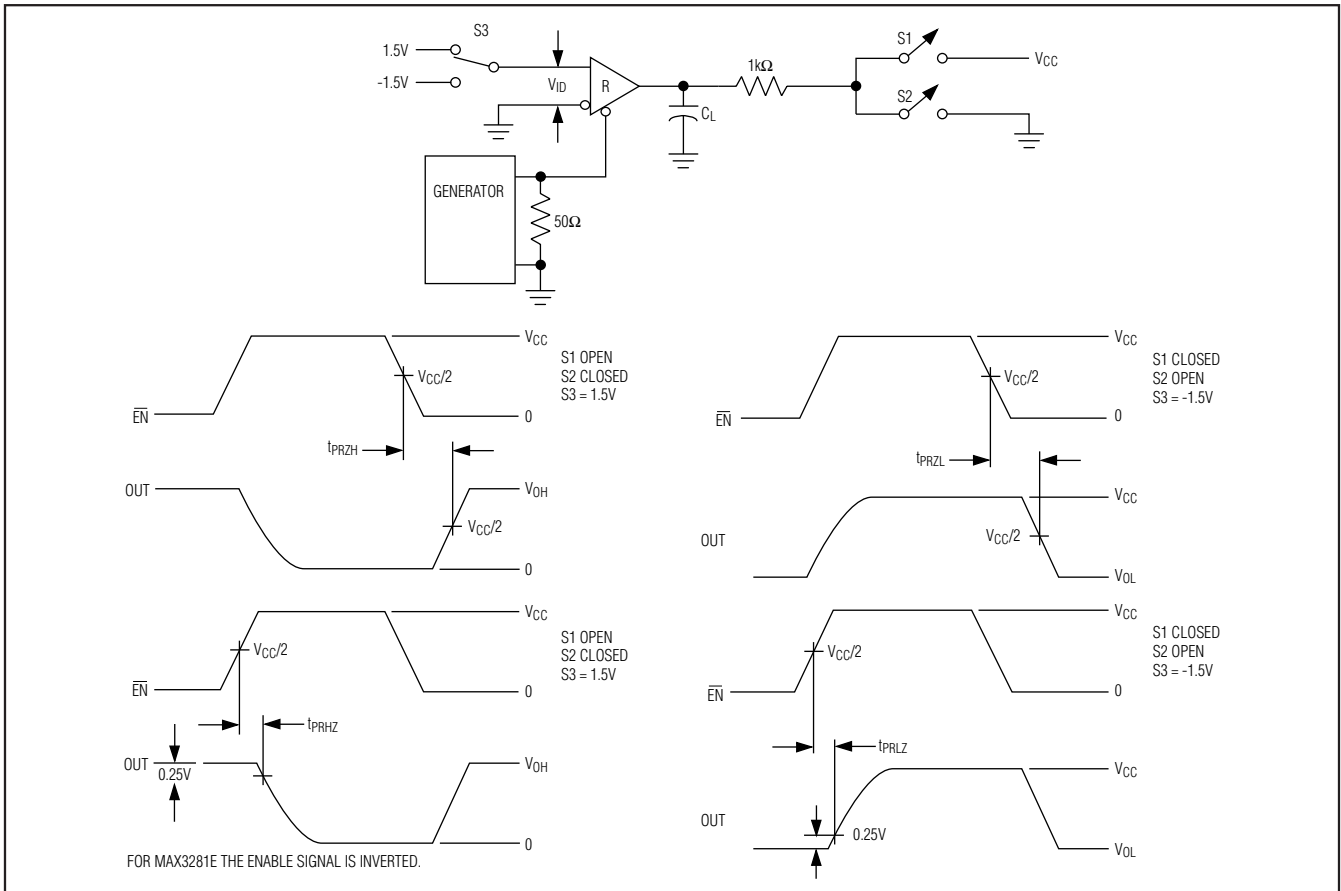 S3
1.5V
-1.5V
VID
R
1kΩ
CL
S1
VCC
S2
GENERATOR
50Ω
VCC
VCC/2
EN
0
S1 OPEN
S2 CLOSED
S3 = 1.5V
tPRZH
OUT
VOH
VCC/2
0
VCC
VCC/2
EN
0
S1 CLOSED
S2 OPEN
S3 = -1.5V
tPRZL
OUT
VCC
VCC/2
VOL
VCC
VCC/2
EN
0
S1 OPEN
S2 CLOSED
S3 = 1.5V
tPRHZ
OUT
0.25V
VOH
0
VCC
VCC/2
EN
0
S1 CLOSED
S2 OPEN
S3 = -1.5V
tPRLZ
OUT
VCC
0.25V
VOL
FOR MAX3281E THE ENABLE SIGNAL IS INVERTED.